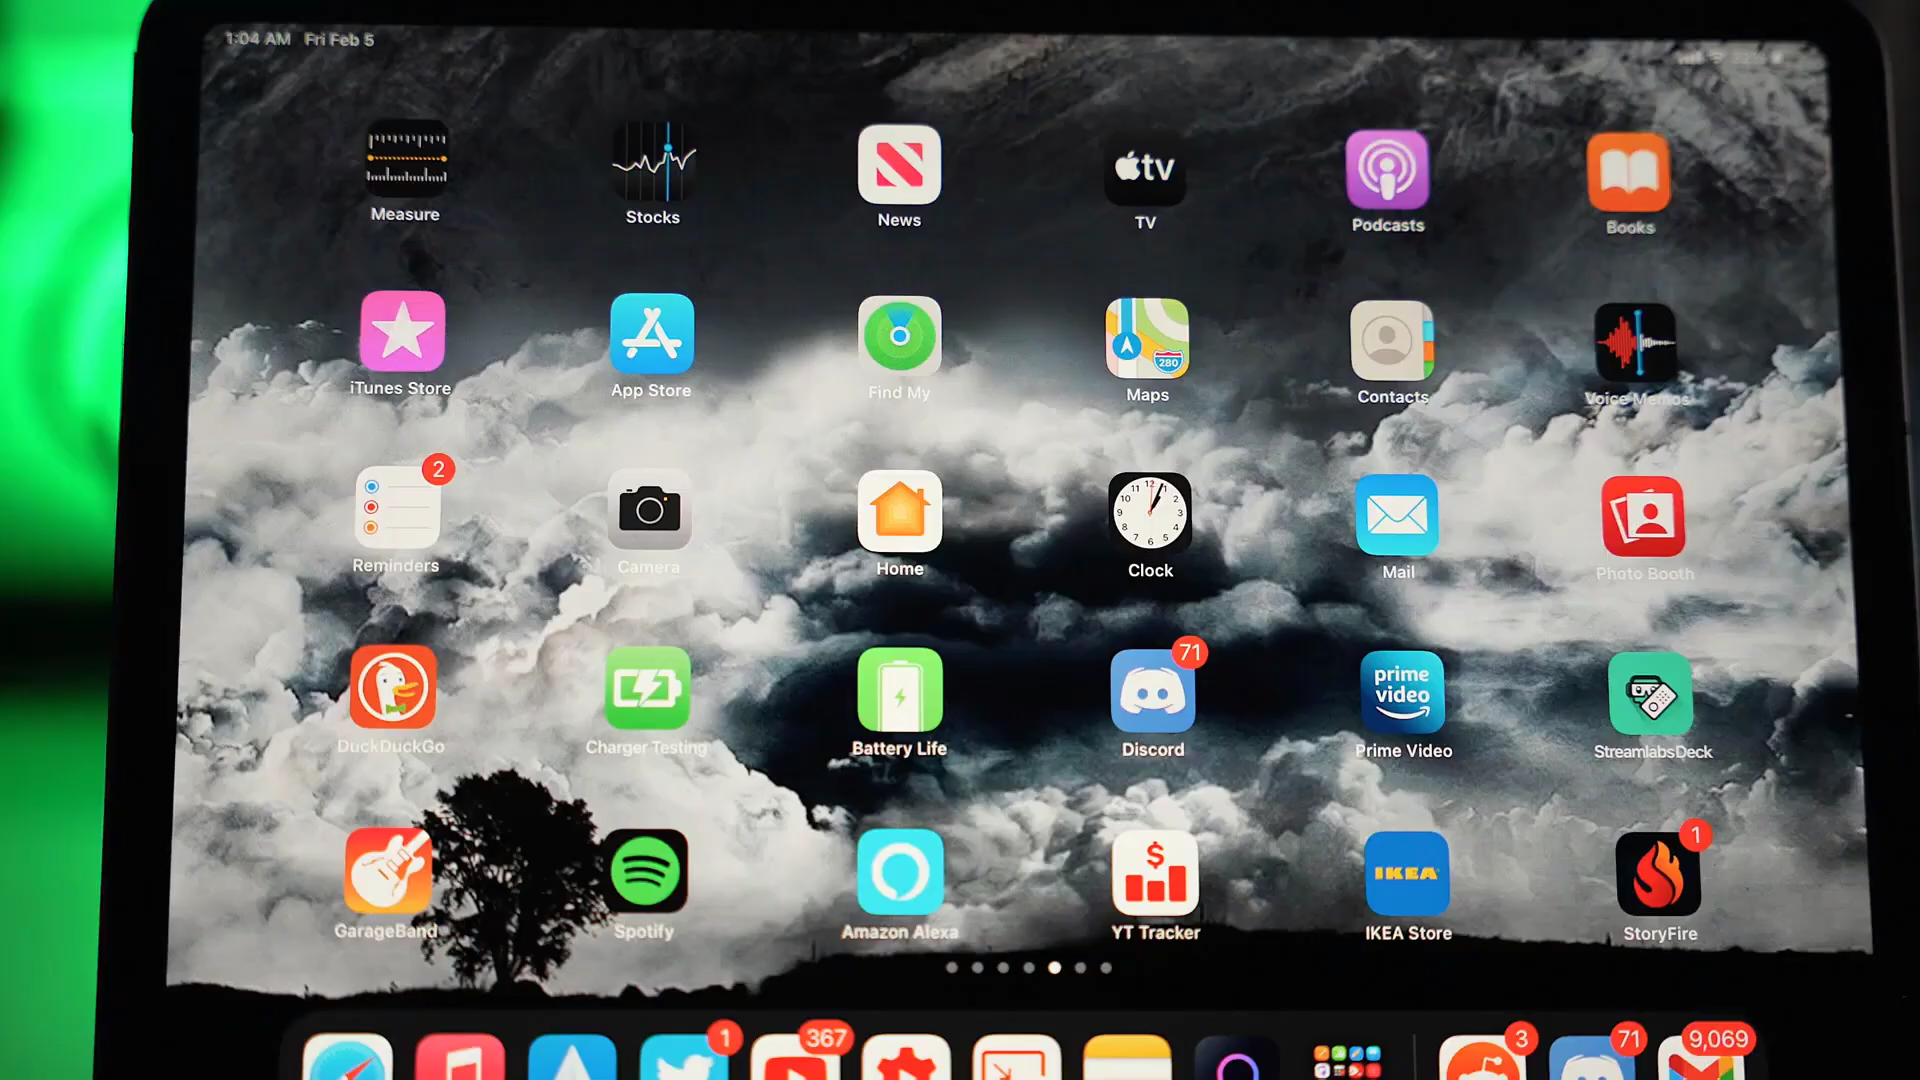 1:04 AM Fri Feb 5
tv
Measure
Stocks
News
TV
Podcasts
Books
280
iTunes Store
App Store
Find My
Maps
Contacts
Voice Memos
2
Reminders
Camera
Home
Clock
Mail
Photo Booth
71
prime
video
DuckDuckGo
Charger Testing
Battery Life
Discord
Prime Video
StreamlabsDeck
1
$
IKEA
GarageBand
Spotify
Amazon Alexa
YT Tracker
IKEA Store
StoryFire
1
367
3
71
9,069